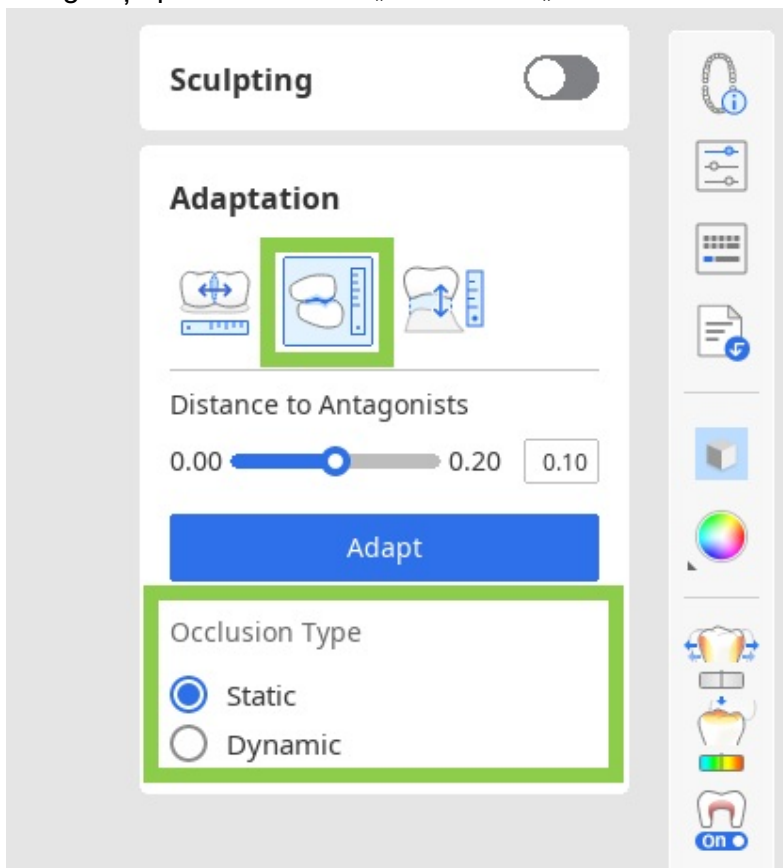 Sculpting
Adaptation
Distance to Antagonists
0.00 0.20 0.10
Adapt
Occlusion Type
Static
Dynamic
On